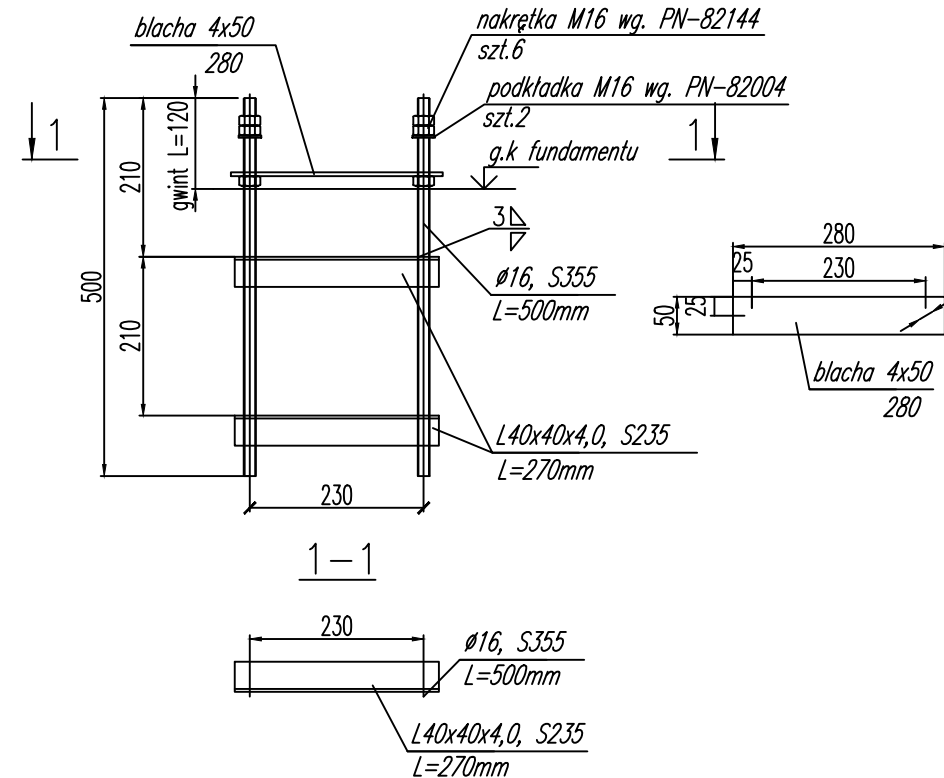 blacha 4x50
280
nakrętka M16 wg. PN-82144
szt.6
podkładka M16 wg. PN-82004
szt.2
1
1
g.k fundamentu
gwint L=120
210
500
210
3
ø16, S355
L=500mm
L40x40x4,0, S235
L=270mm
230
280
25
230
50
25
blacha 4x50
280
1-1
230
ø16, S355
L=500mm
L40x40x4,0, S235
L=270mm